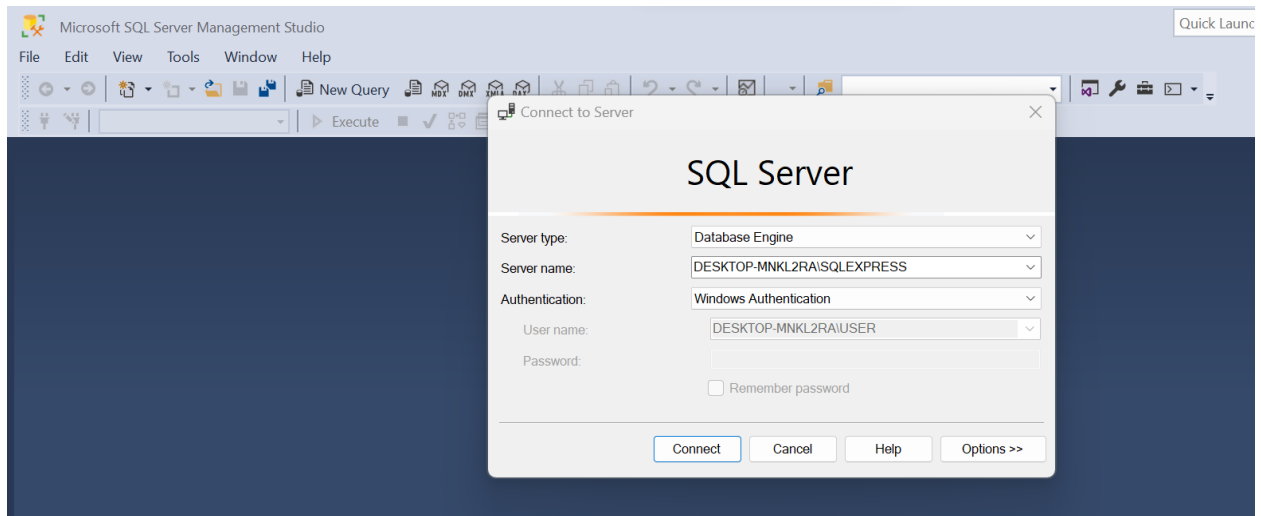 Microsoft SQL Server Management Studio
Quick Launc
File Edit View Tools Window Help
New Query MDX DMX XMLA DAX
Execute
Connect to Server
SQL Server
Server type: Database Engine
Server name: DESKTOP-MNKL2RA\SQLEXPRESS
Authentication: Windows Authentication
User name: DESKTOP-MNKL2RA\USER
Password:
Remember password
Connect Cancel Help Options >>